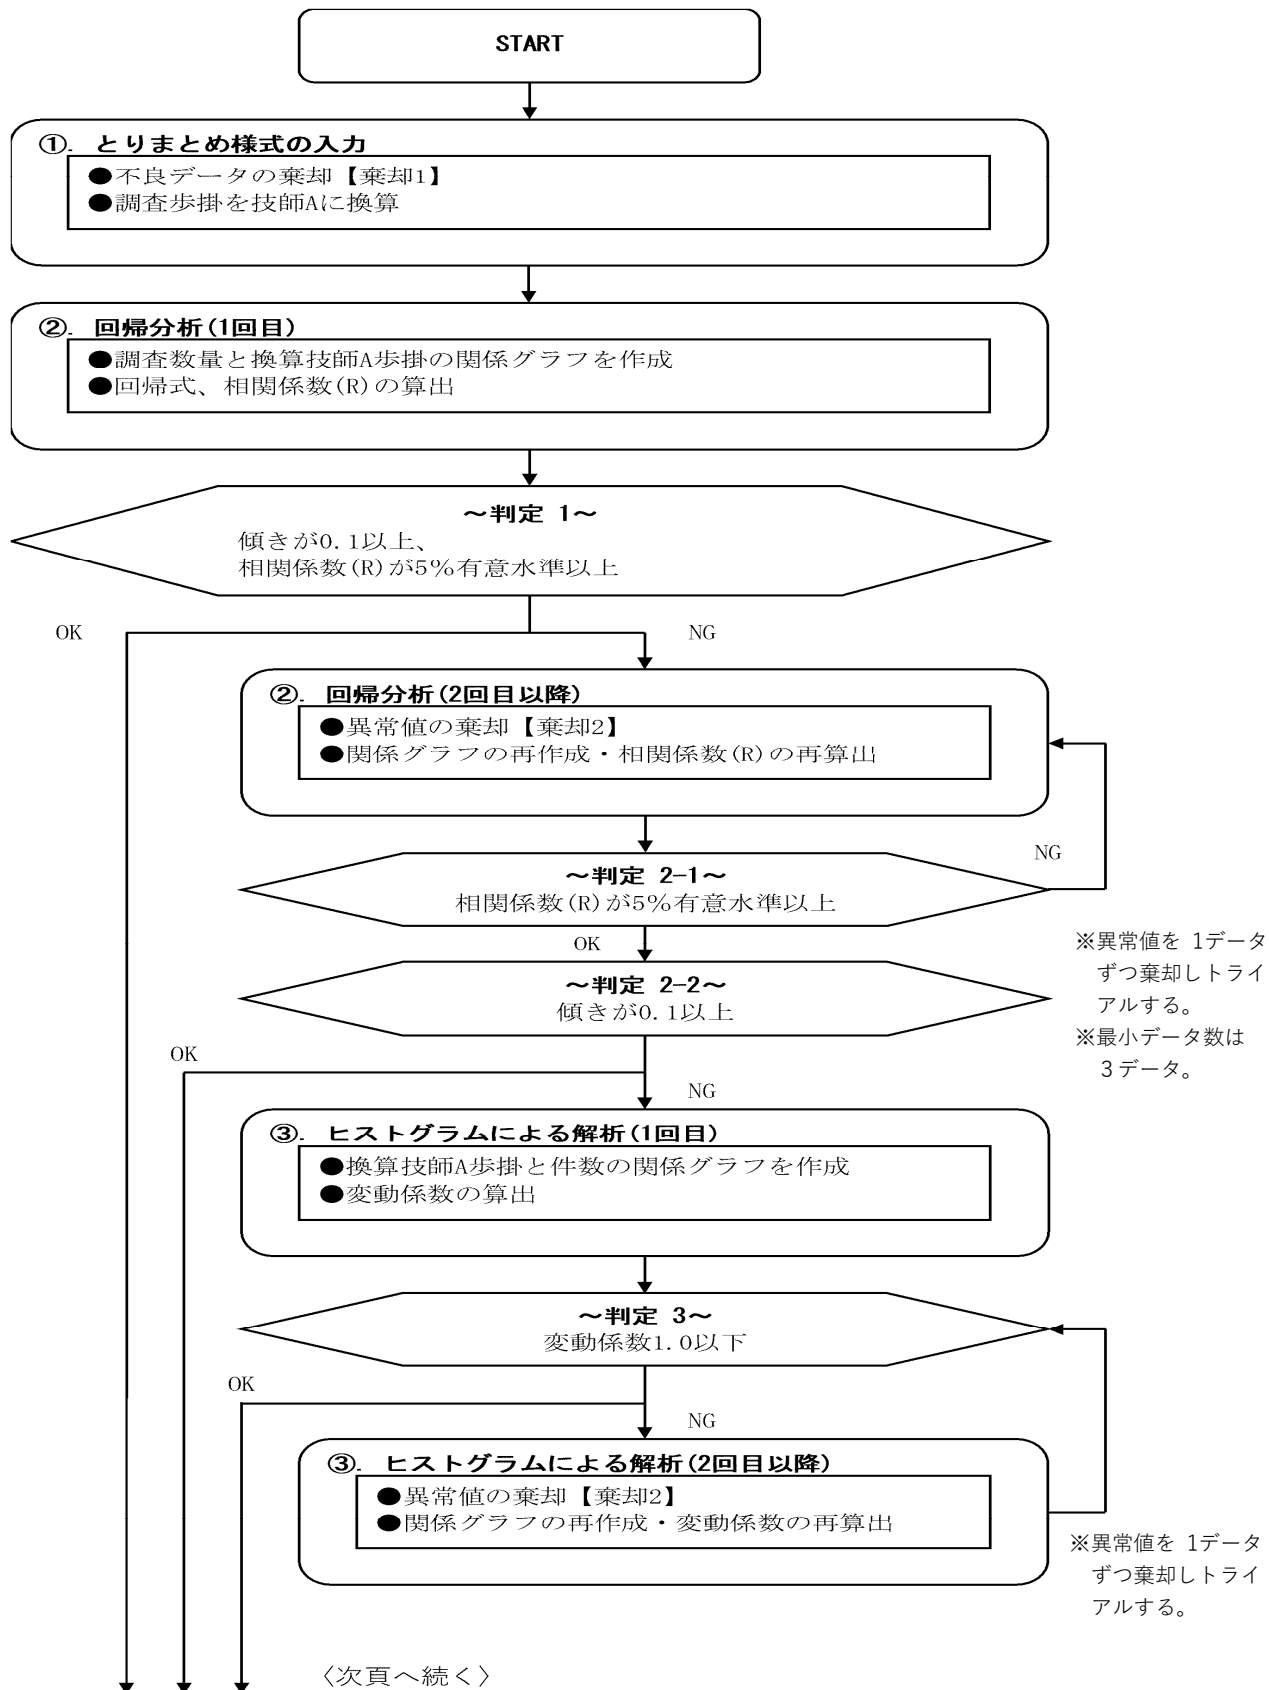 START
①. とりまとめ様式の入力
●不良データの棄却【棄却1】
●調査歩掛を技師Aに換算
②. 回帰分析(1回目)
●調査数量と換算技師A歩掛の関係グラフを作成
●回帰式、相関係数(R)の算出
～判定 1～
傾きが0.1以上、
相関係数(R)が5%有意水準以上
OK
NG
②. 回帰分析(2回目以降)
●異常値の棄却【棄却2】
●関係グラフの再作成・相関係数(R)の再算出
NG
～判定 2-1～
相関係数(R)が5%有意水準以上
OK
※異常値を 1データ
ずつ棄却しトライ
アルする。
※最小データ数は
３データ。
～判定 2-2～
傾きが0.1以上
OK
NG
③. ヒストグラムによる解析(1回目)
●換算技師A歩掛と件数の関係グラフを作成
●変動係数の算出
～判定 3～
変動係数1.0以下
OK
NG
③. ヒストグラムによる解析(2回目以降)
●異常値の棄却【棄却2】
●関係グラフの再作成・変動係数の再算出
※異常値を 1データ
ずつ棄却しトライ
アルする。
〈次頁へ続く〉